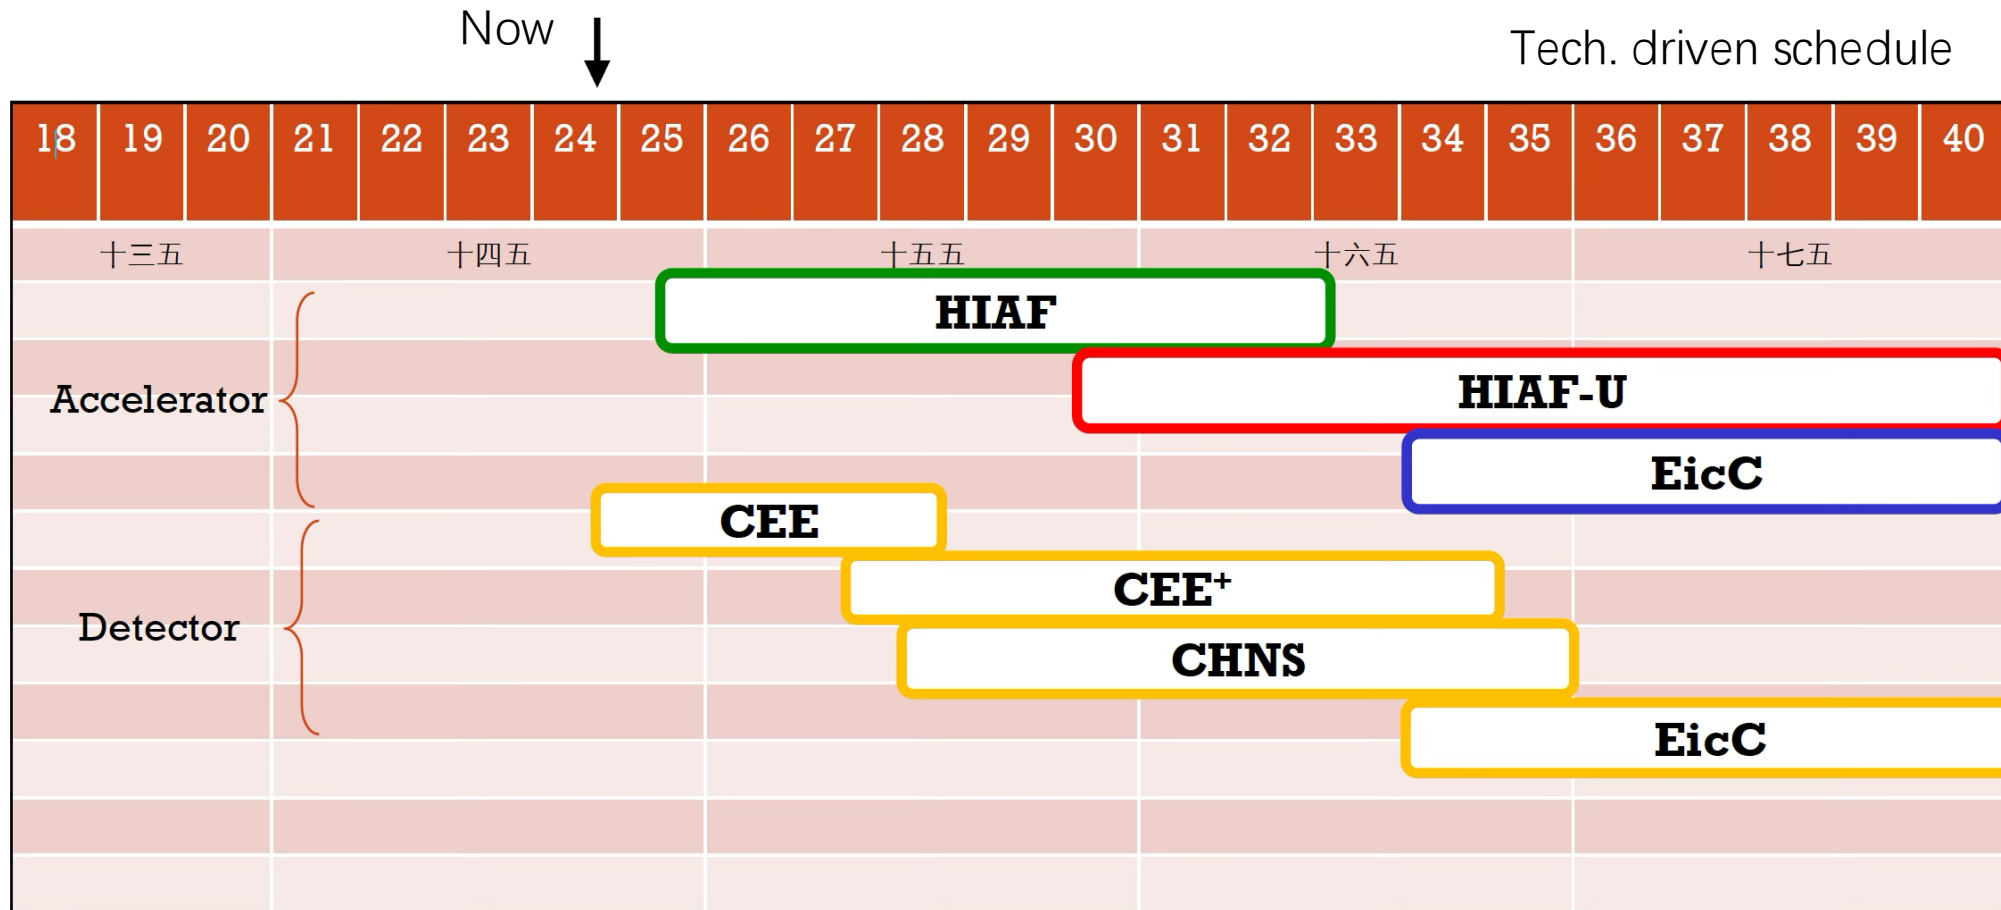 Now
Tech. driven schedule
18 19 20 21 22 23 24 25 26 27 28 29 30 31 32 33 34 35 36 37 38 39 40
十三五 十四五 十五五 十六五 十七五
HIAF
HIAF-U
Accelerator
EicC
CEE
CEE⁺
Detector
CHNS
EicC